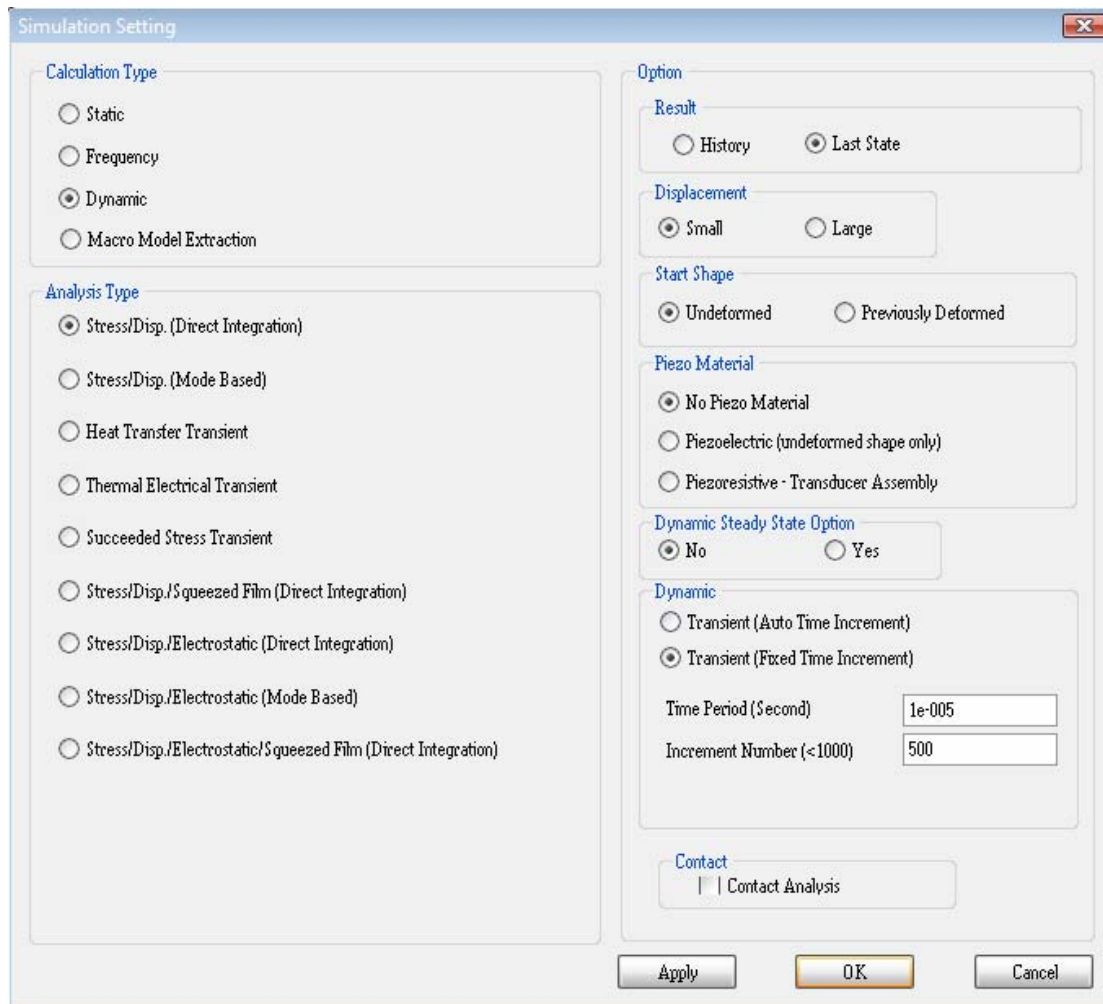 Simulation Setting
Calculation Type
Static
Frequency
Dynamic
Macro Model Extraction
Analysis Type
Stress/Disp. (Direct Integration)
Stress/Disp. (Mode Based)
Heat Transfer Transient
Thermal Electrical Transient
Succeeded Stress Transient
Stress/Disp./Squeezed Film (Direct Integration)
Stress/Disp./Electrostatic (Direct Integration)
Stress/Disp./Electrostatic (Mode Based)
Stress/Disp./Electrostatic/Squeezed Film (Direct Integration)
Option
Result
History Last State
Displacement
Small Large
Start Shape
Undeformed Previously Deformed
Piezo Material
No Piezo Material
Piezoelectric (undeformed shape only)
Piezoresistive - Transducer Assembly
Dynamic Steady State Option
No Yes
Dynamic
Transient (Auto Time Increment)
Transient (Fixed Time Increment)
Time Period (Second) 1e-005
Increment Number (<1000) 500
Contact
Contact Analysis
Apply OK Cancel